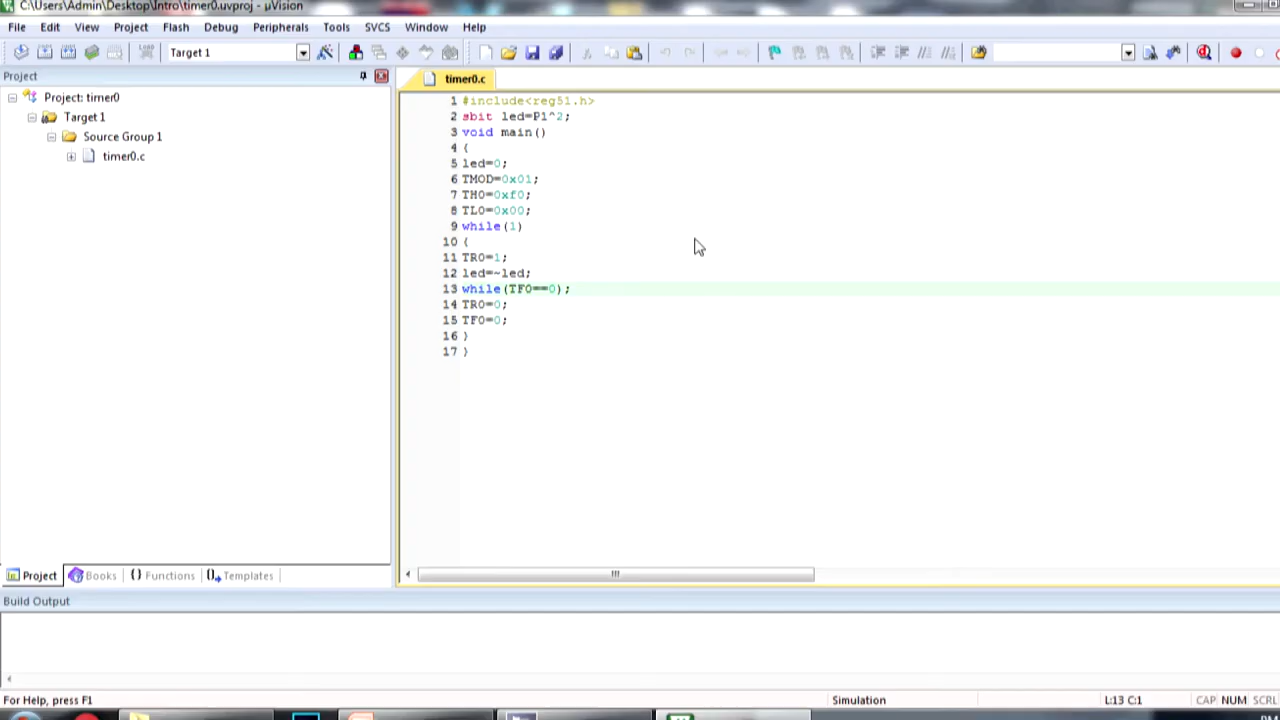 C:\Users\Admin\Desktop\Intro\timer0.uvproj - µVision
File Edit View Project Flash Debug Peripherals Tools SVCS Window Help
Target 1
Project
timer0.c
Project: timer0
Target 1
Source Group 1
timer0.c
1 #include<reg51.h>
2 sbit led=P1^2;
3 void main()
4 {
5 led=0;
6 TMOD=0x01;
7 TH0=0xf0;
8 TL0=0x00;
9 while(1)
10 {
11 TR0=1;
12 led=~led;
13 while(TF0==0);
14 TR0=0;
15 TF0=0;
16 }
17 }
Project Books {} Functions Templates
Build Output
For Help, press F1
Simulation
L:13 C:1
CAP NUM SCRL